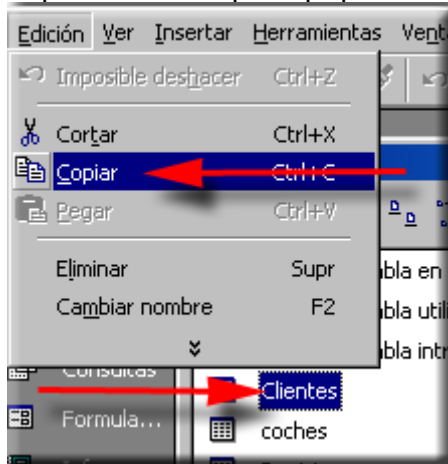 Edición Ver Insertar Herramientas Vent
Imposible deshacer Ctrl+Z
Cortar Ctrl+X
Copiar Ctrl+C
Pegar Ctrl+V
Eliminar Supr
Cambiar nombre F2
bla en
bla utili
bla intr
Consultas
Clientes
Formula...
coches